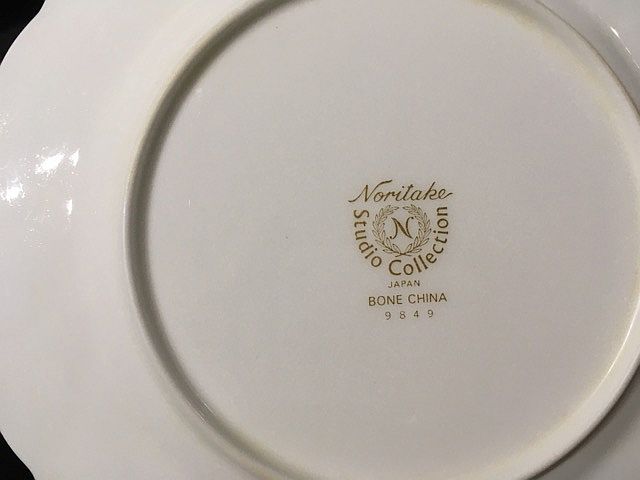 Noritake
N
Studio Collection
JAPAN
BONE CHINA
9849